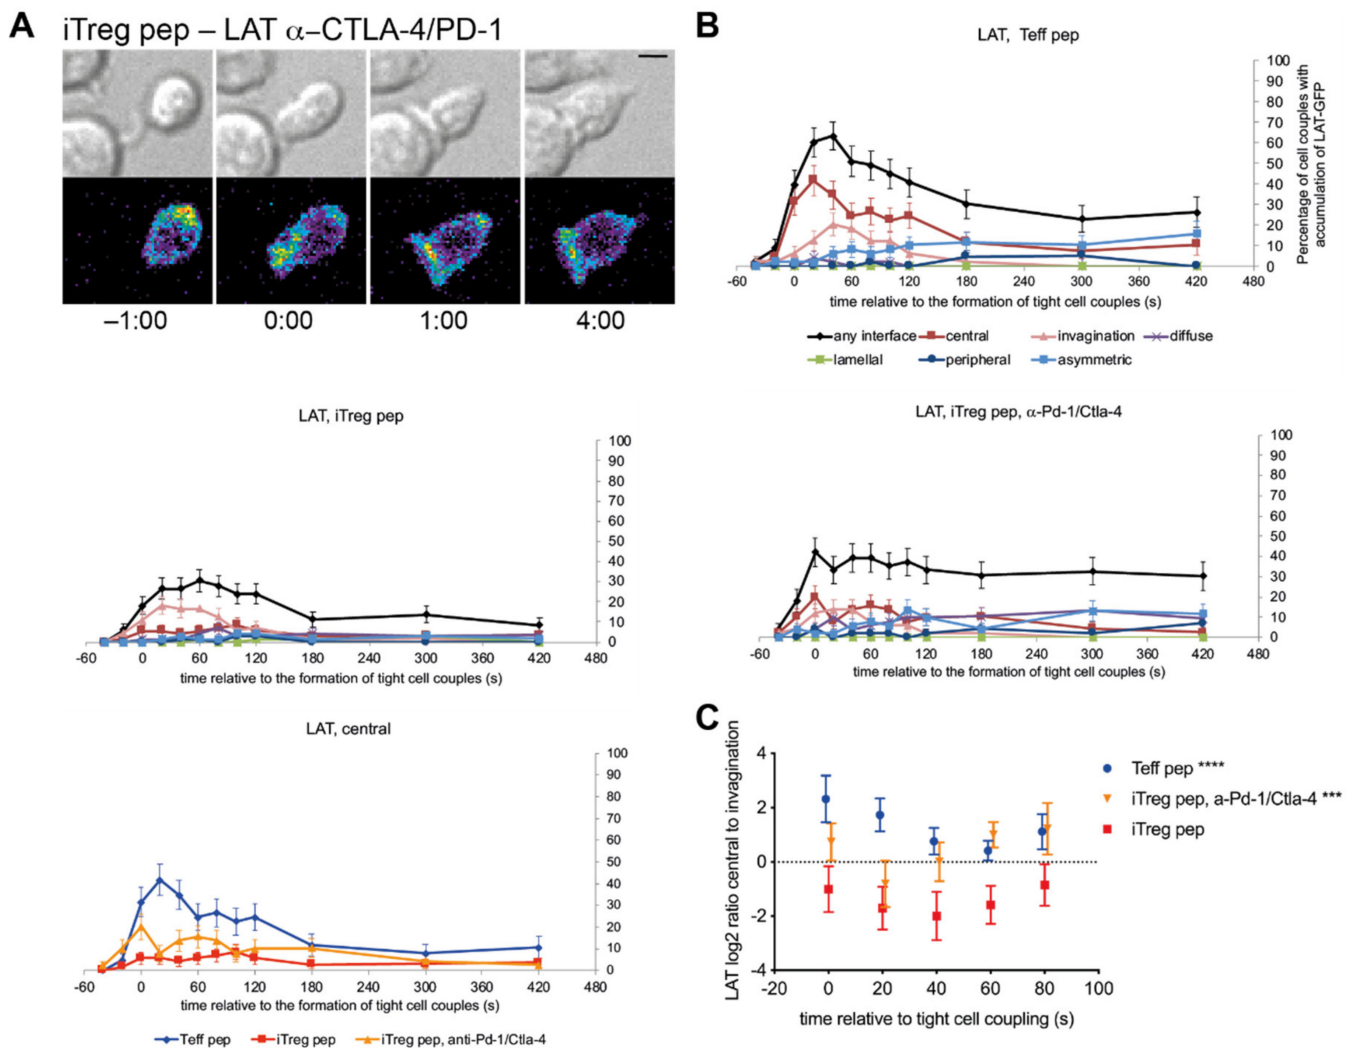 A
iTreg pep – LAT α–CTLA-4/PD-1
–1:00 0:00 1:00 4:00
B
LAT, Teff pep
100
90
80
70
60
50
40
30
20
10
0
Percentage of cell couples with
accumulation of LAT-GFP
-60 0 60 120 180 240 300 360 420 480
time relative to the formation of tight cell couples (s)
any interface central invagination diffuse
lamellal peripheral asymmetric
LAT, iTreg pep
100
90
80
70
60
50
40
30
20
10
0
-60 0 60 120 180 240 300 360 420 480
time relative to the formation of tight cell couples (s)
LAT, iTreg pep, α-Pd-1/Ctla-4
100
90
80
70
60
50
40
30
20
10
0
-60 0 60 120 180 240 300 360 420 480
time relative to the formation of tight cell couples (s)
LAT, central
100
90
80
70
60
50
40
30
20
10
0
-60 0 60 120 180 240 300 360 420 480
time relative to the formation of tight cell couples (s)
Teff pep iTreg pep iTreg pep, anti-Pd-1/Ctla-4
C
LAT log2 ratio central to invagination
4
2
0
-2
-4
-20 0 20 40 60 80 100
time relative to tight cell coupling (s)
Teff pep ****
iTreg pep, a-Pd-1/Ctla-4 ***
iTreg pep